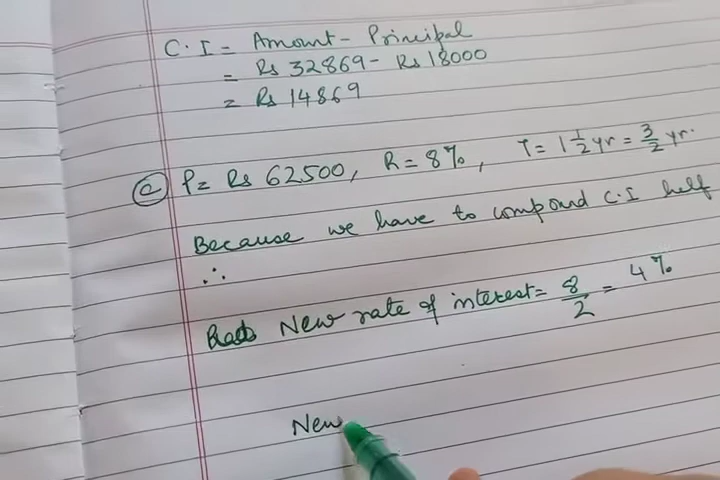 C.I = Amount - Principal
= Rs 32869 - Rs 18000
= Rs 14869
(c) P = Rs 62500, R = 8%, T = 1 1/2 yr = 3/2 yr.
Because we have to compound C.I half
∴
New rate of interest = 8/2 = 4%
New